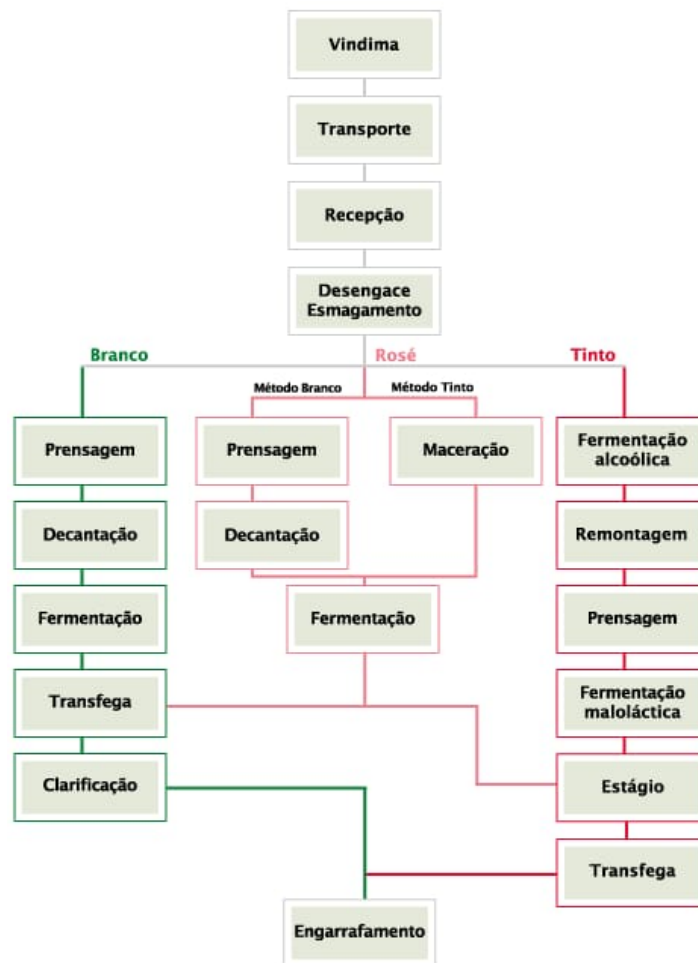 Vindima
Transporte
Recepção
Desengace
Esmagamento
Branco
Rosé
Tinto
Método Branco
Método Tinto
Prensagem
Prensagem
Maceração
Fermentação
alcoólica
Decantação
Decantação
Remontagem
Fermentação
Fermentação
Prensagem
Transfega
Fermentação
maloláctica
Clarificação
Estágio
Transfega
Engarrafamento